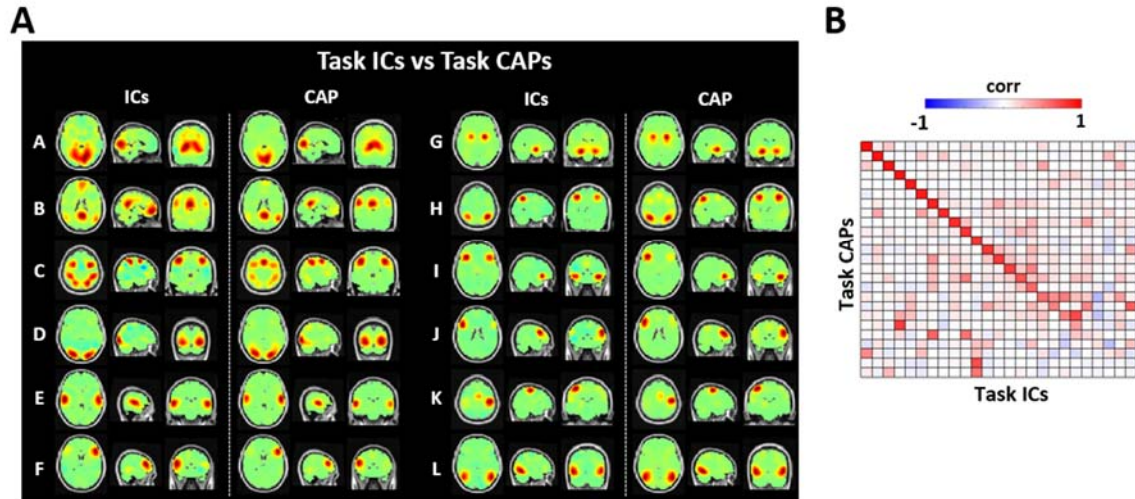 A
B
Task ICs vs Task CAPs
ICs
CAP
ICs
CAP
A
B
C
D
E
F
G
H
I
J
K
L
corr
-1
1
Task CAPs
Task ICs